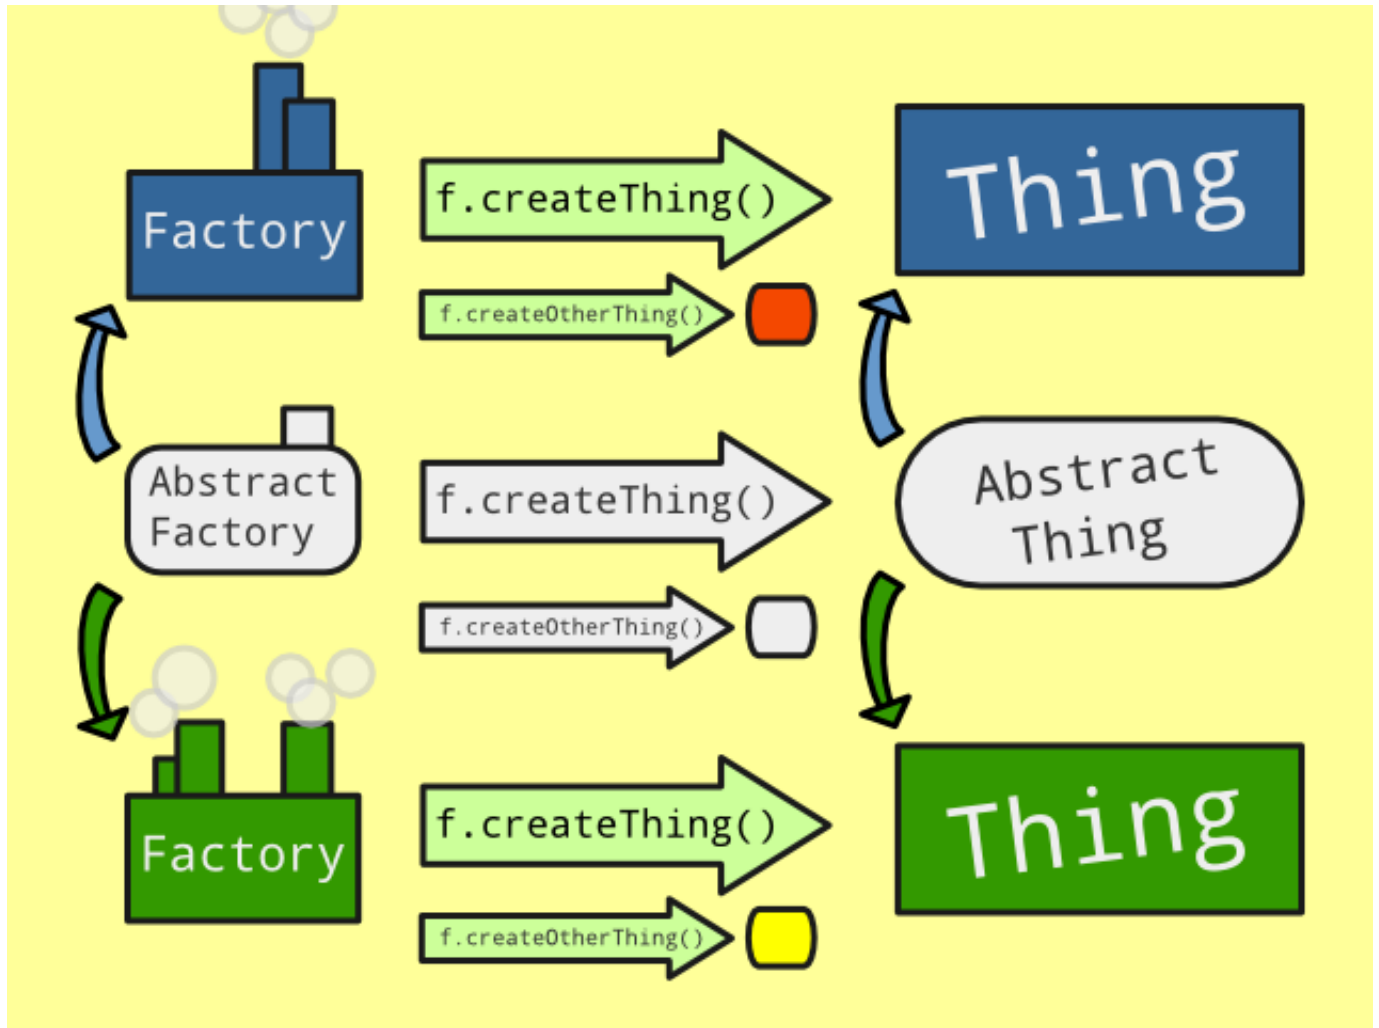 Factory
f.createThing()
Thing
f.createOtherThing()
Abstract
Factory
f.createThing()
Abstract
Thing
f.createOtherThing()
Factory
f.createThing()
Thing
f.createOtherThing()